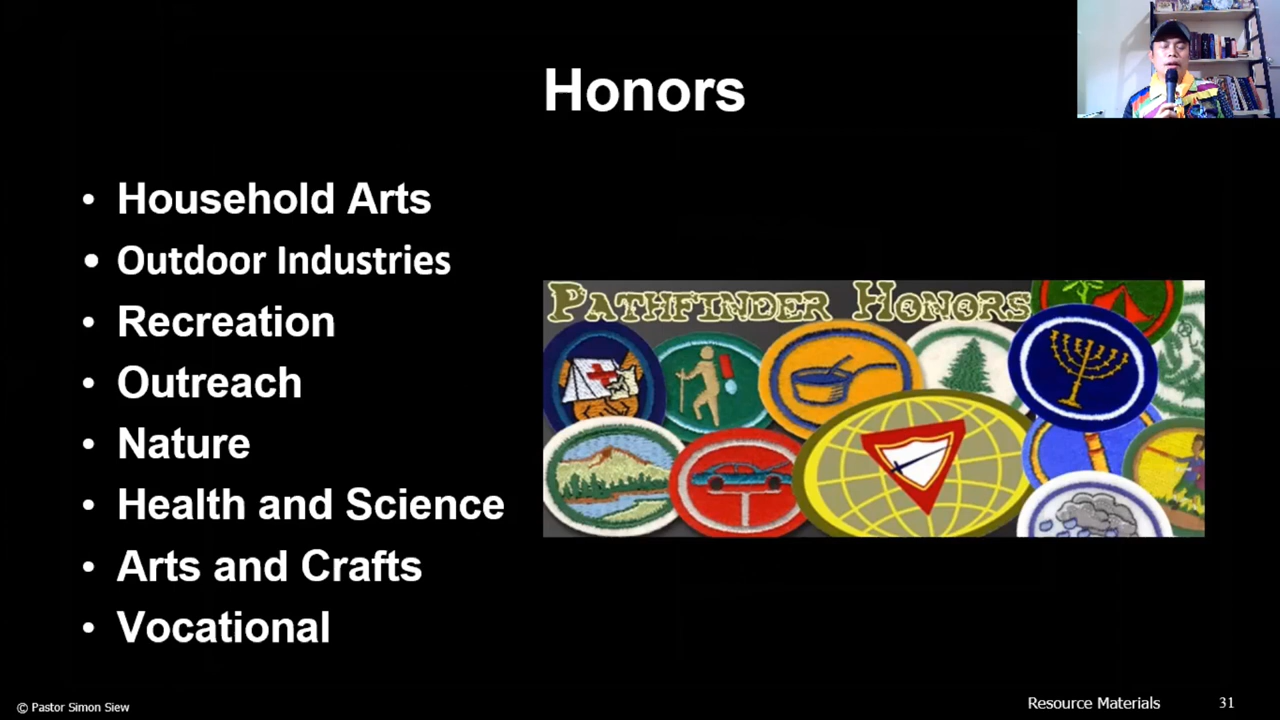 Honors
• Household Arts
• Outdoor Industries
• Recreation
• Outreach
• Nature
• Health and Science
• Arts and Crafts
• Vocational
PATHFINDER HONORS
© Pastor Simon Siew
Resource Materials
31